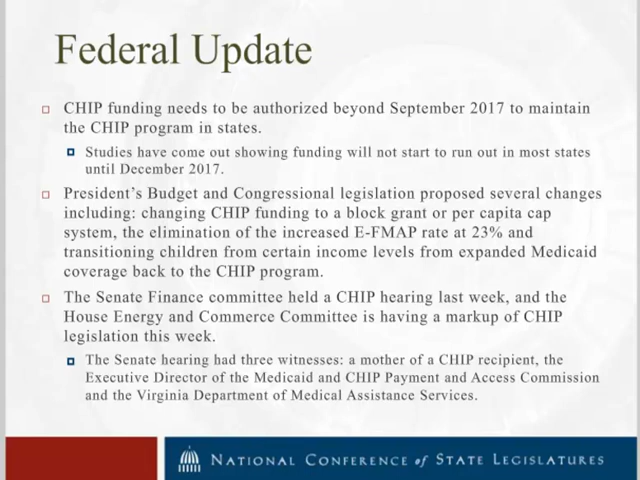 Federal Update
CHIP funding needs to be authorized beyond September 2017 to maintain
the CHIP program in states.
Studies have come out showing funding will not start to run out in most states
until December 2017.
President's Budget and Congressional legislation proposed several changes
including: changing CHIP funding to a block grant or per capita cap
system, the elimination of the increased E-FMAP rate at 23% and
transitioning children from certain income levels from expanded Medicaid
coverage back to the CHIP program.
The Senate Finance committee held a CHIP hearing last week, and the
House Energy and Commerce Committee is having a markup of CHIP
legislation this week.
The Senate hearing had three witnesses: a mother of a CHIP recipient, the
Executive Director of the Medicaid and CHIP Payment and Access Commission
and the Virginia Department of Medical Assistance Services.
NATIONAL CONFERENCE of STATE LEGISLATURES